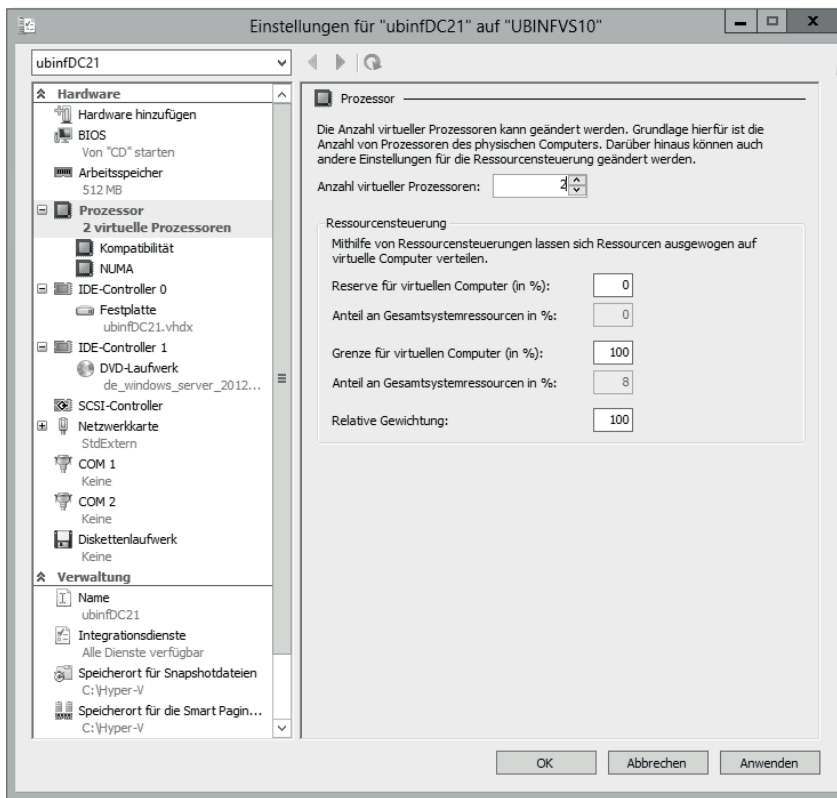 Einstellungen für "ubinfDC21" auf "UBINFVS10"
ubinfDC21
Hardware
Hardware hinzufügen
BIOS
Von "CD" starten
Arbeitsspeicher
512 MB
Prozessor
2 virtuelle Prozessoren
Kompatibilität
NUMA
IDE-Controller 0
Festplatte
ubinfDC21.vhdx
IDE-Controller 1
DVD-Laufwerk
de_windows_server_2012...
SCSI-Controller
Netzwerkkarte
StdExtern
COM 1
Keine
COM 2
Keine
Diskettenlaufwerk
Keine
Verwaltung
Name
ubinfDC21
Integrationsdienste
Alle Dienste verfügbar
Speicherort für Snapshotdateien
C:\Hyper-V
Speicherort für die Smart Pagin...
C:\Hyper-V
Prozessor
Die Anzahl virtueller Prozessoren kann geändert werden. Grundlage hierfür ist die
Anzahl von Prozessoren des physischen Computers. Darüber hinaus können auch
andere Einstellungen für die Ressourcensteuerung geändert werden.
Anzahl virtueller Prozessoren: 2
Ressourcensteuerung
Mithilfe von Ressourcensteuerungen lassen sich Ressourcen ausgewogen auf
virtuelle Computer verteilen.
Reserve für virtuellen Computer (in %): 0
Anteil an Gesamtsystemressourcen in %: 0
Grenze für virtuellen Computer (in %): 100
Anteil an Gesamtsystemressourcen in %: 8
Relative Gewichtung: 100
OK Abbrechen Anwenden